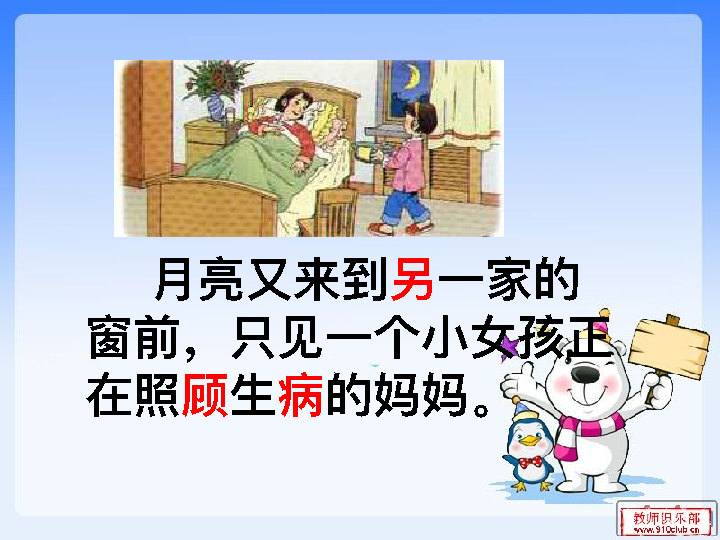 月亮又来到另一家的
窗前，只见一个小女孩正
在照顾生病的妈妈。
教师俱乐部
www.910club.cn